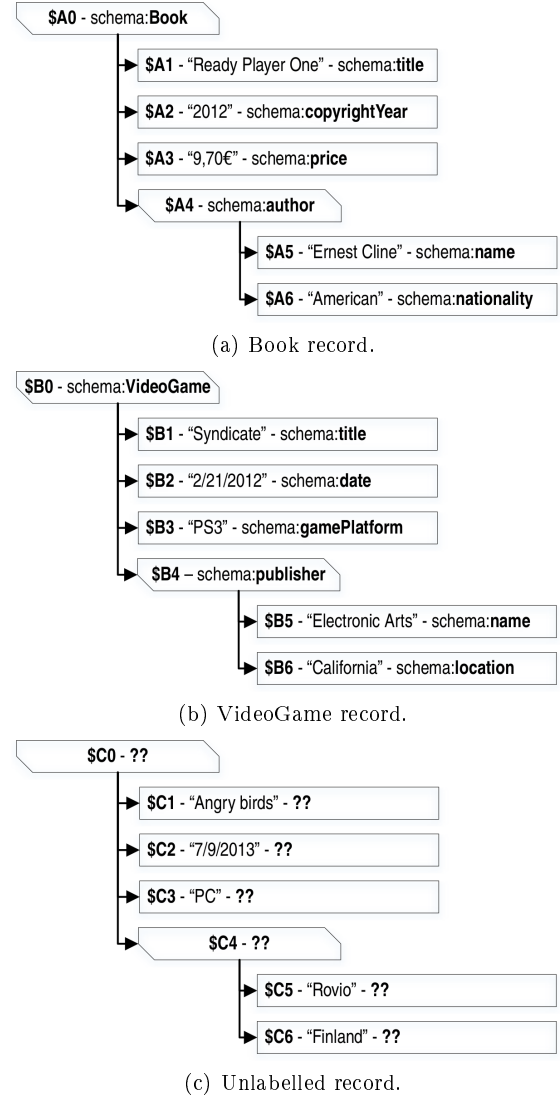 $A0 - schema:Book
$A1 - “Ready Player One” - schema:title
$A2 - “2012” - schema:copyrightYear
$A3 - “9,70€” - schema:price
$A4 - schema:author
$A5 - “Ernest Cline” - schema:name
$A6 - “American” - schema:nationality
(a) Book record.
$B0 - schema:VideoGame
$B1 - “Syndicate” - schema:title
$B2 - “2/21/2012” - schema:date
$B3 - “PS3” - schema:gamePlatform
$B4 – schema:publisher
$B5 - “Electronic Arts” - schema:name
$B6 - “California” - schema:location
(b) VideoGame record.
$C0 - ??
$C1 - “Angry birds” - ??
$C2 - “7/9/2013” - ??
$C3 - “PC” - ??
$C4 - ??
$C5 - “Rovio” - ??
$C6 - “Finland” - ??
(c) Unlabelled record.